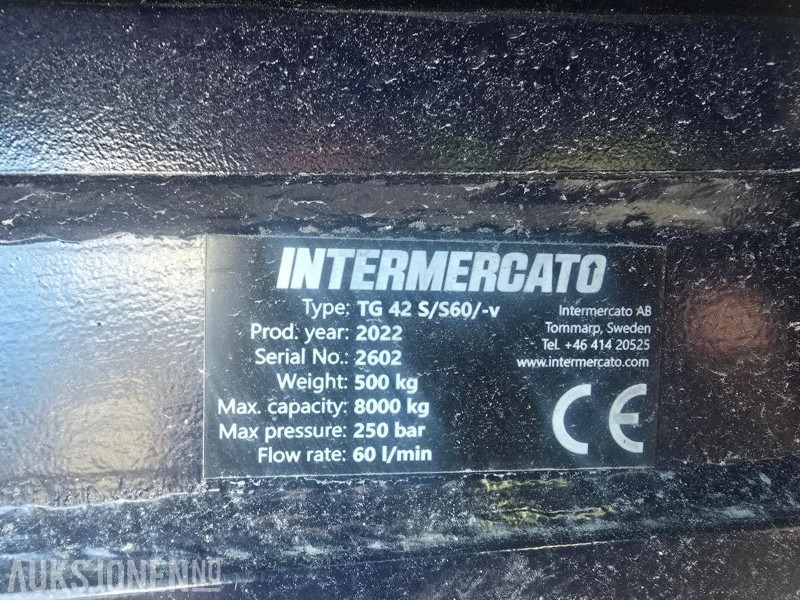 INTERMERCATO
Type: TG 42 S/S60/-v
Prod. year: 2022
Serial No.: 2602
Weight: 500 kg
Max. capacity: 8000 kg
Max pressure: 250 bar
Flow rate: 60 l/min
Intermercato AB
Tommarp, Sweden
Tel. +46 414 20525
www.intermercato.com
CE
AUKSJONEN.NO